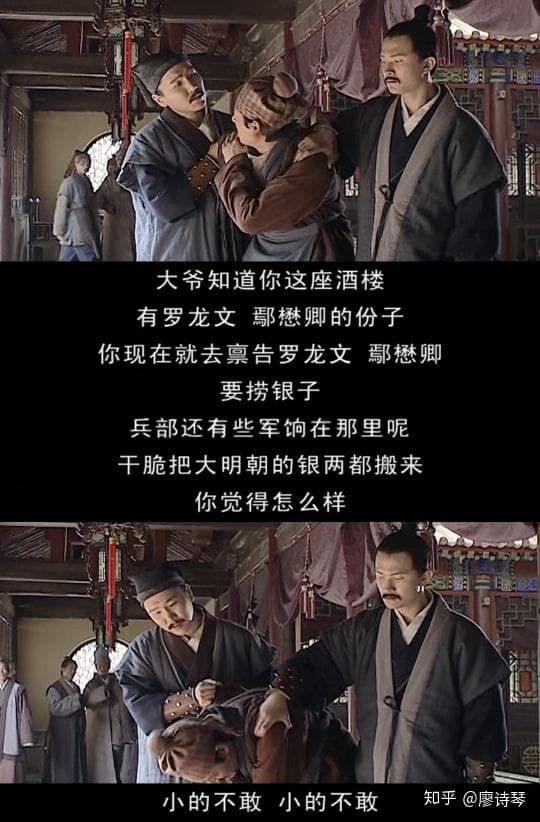 大爷知道你这座酒楼
有罗龙文 鄢懋卿的份子
你现在就去禀告罗龙文 鄢懋卿
要捞银子
兵部还有些军饷在那里呢
干脆把大明朝的银两都搬来
你觉得怎么样
小的不敢 小的不敢
知乎 @廖诗琴